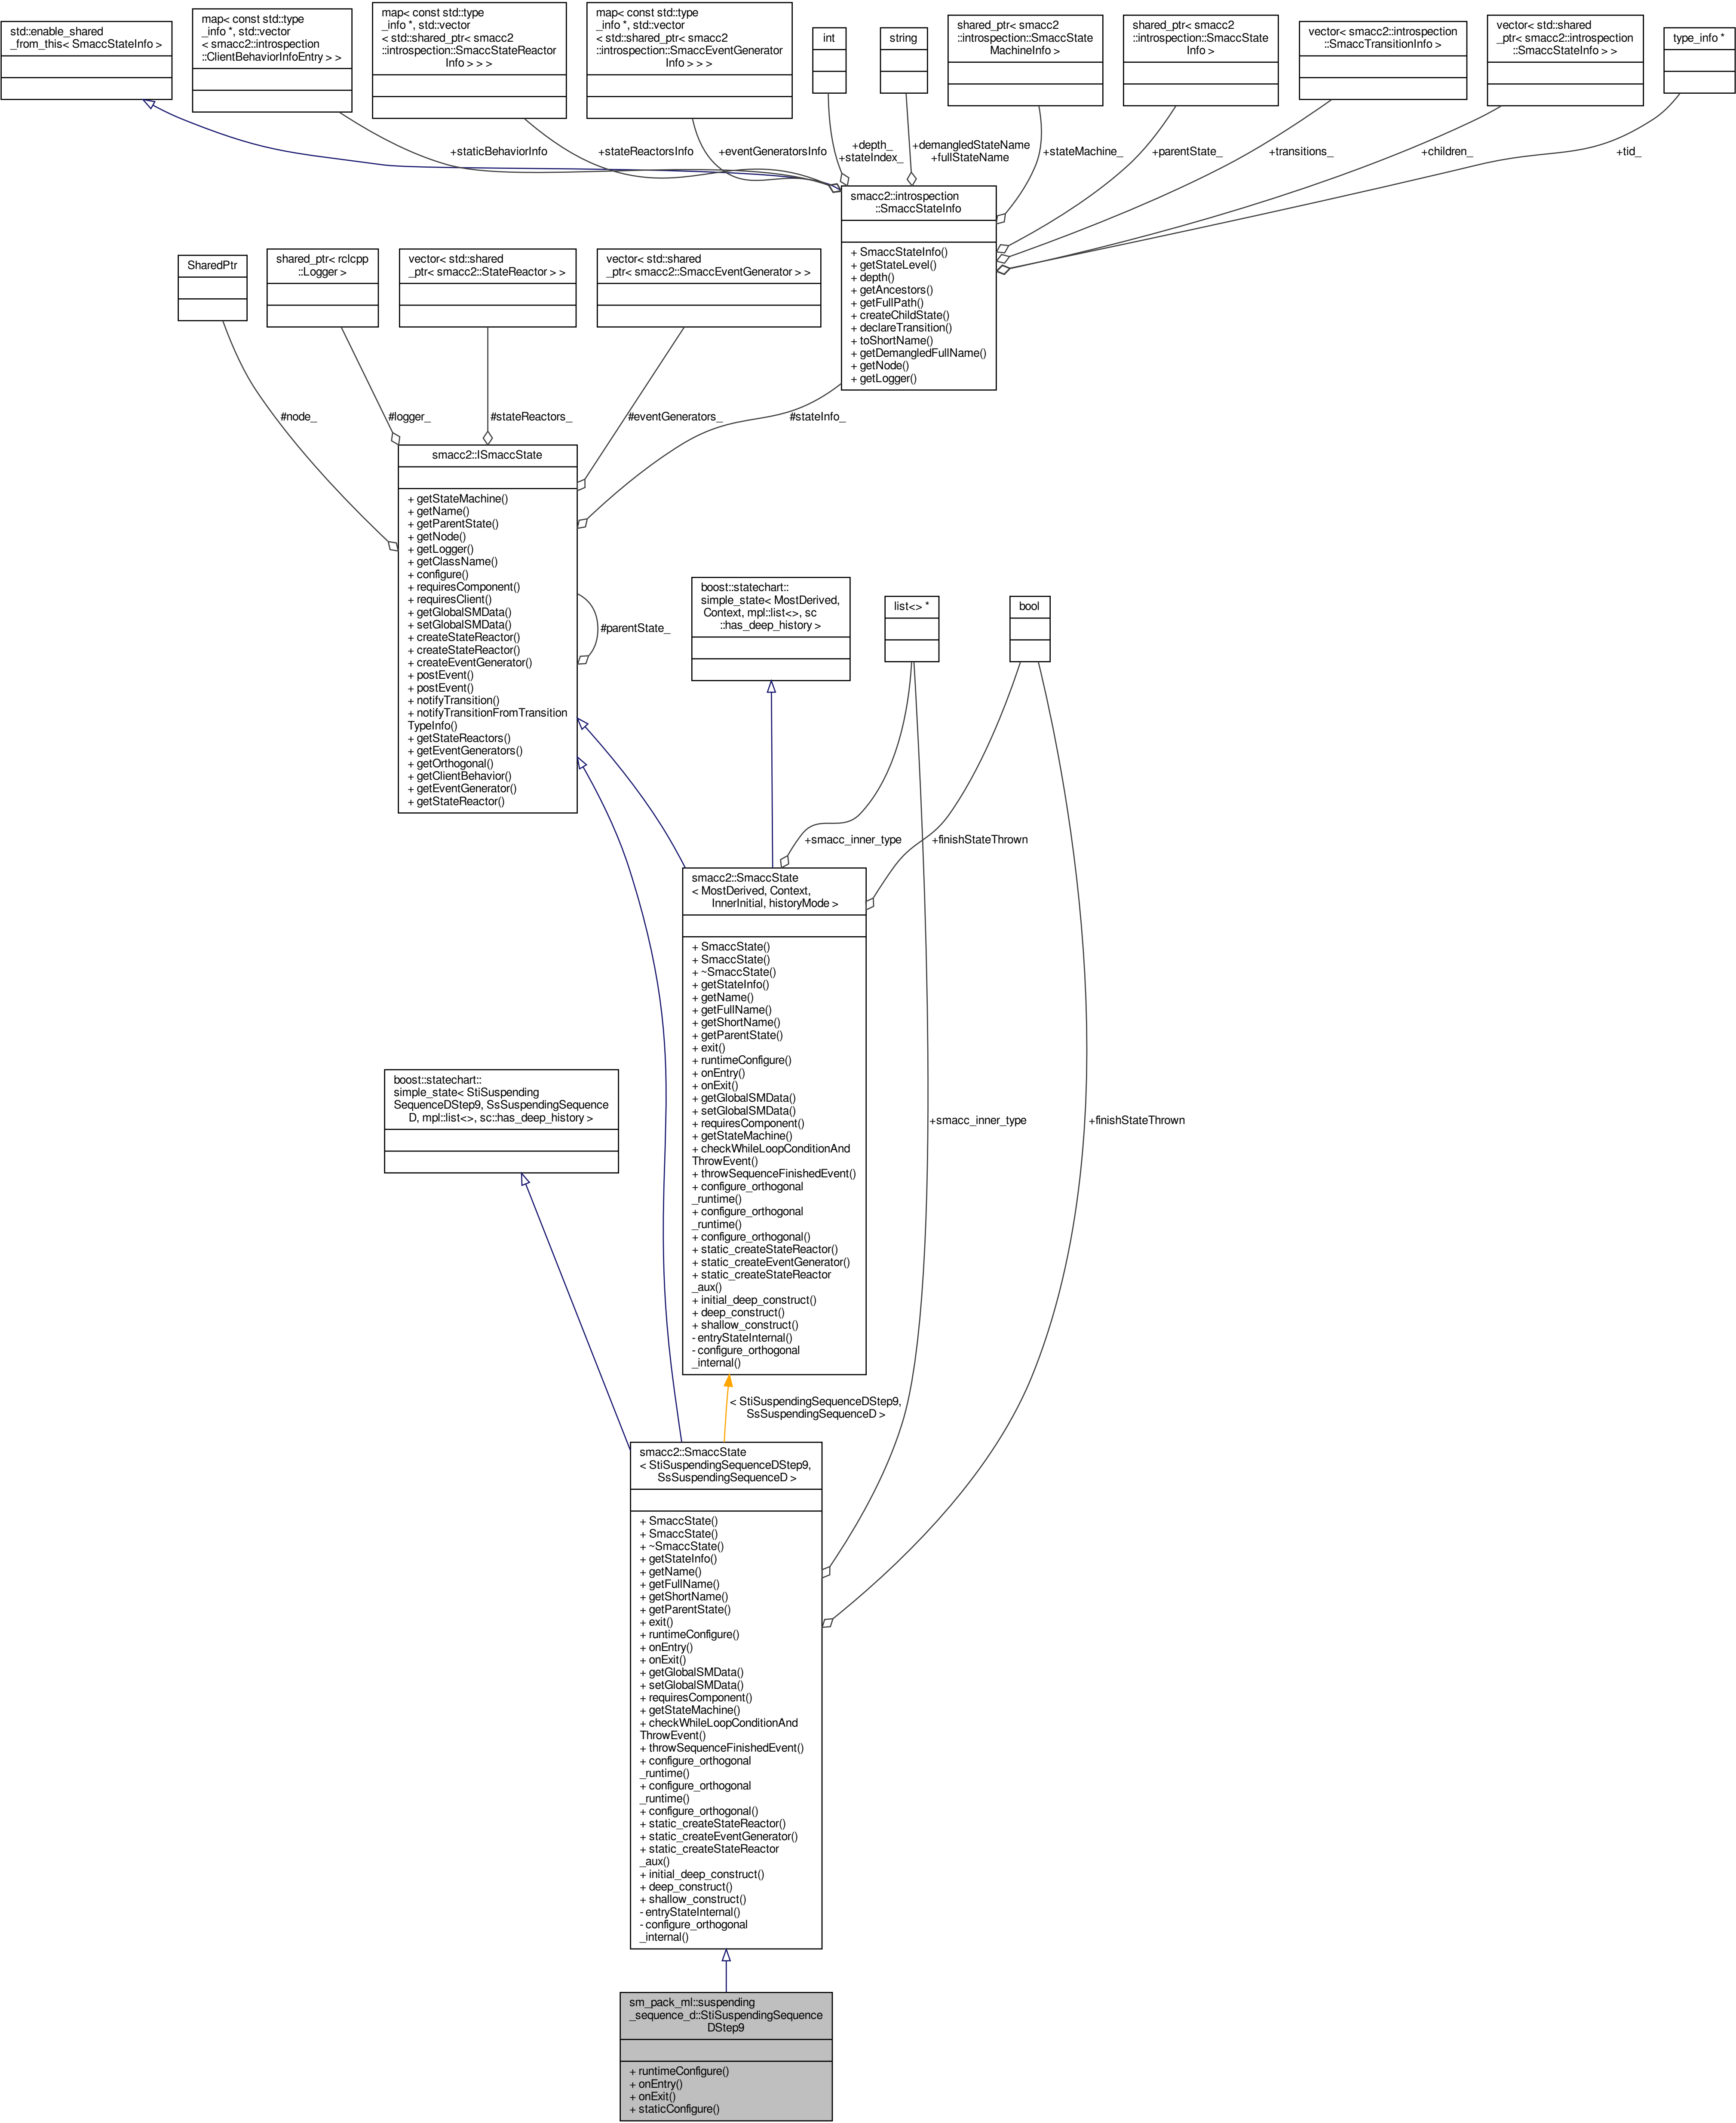 std::enable_shared
_from_this< SmaccStateInfo >
map< const std::type
_info *, std::vector
< smacc2::introspection
::ClientBehaviorInfoEntry > >
map< const std::type
_info *, std::vector
< std::shared_ptr< smacc2
::introspection::SmaccStateReactor
Info > > >
map< const std::type
_info *, std::vector
< std::shared_ptr< smacc2
::introspection::SmaccEventGenerator
Info > > >
int
string
shared_ptr< smacc2
::introspection::SmaccState
MachineInfo >
shared_ptr< smacc2
::introspection::SmaccState
Info >
vector< smacc2::introspection
::SmaccTransitionInfo >
vector< std::shared
_ptr< smacc2::introspection
::SmaccStateInfo > >
type_info *
+staticBehaviorInfo
+stateReactorsInfo
+eventGeneratorsInfo
+depth_
+stateIndex_
+demangledStateName
+fullStateName
+stateMachine_
+parentState_
+transitions_
+children_
+tid_
smacc2::introspection
::SmaccStateInfo
+ SmaccStateInfo()
+ getStateLevel()
+ depth()
+ getAncestors()
+ getFullPath()
+ createChildState()
+ declareTransition()
+ toShortName()
+ getDemangledFullName()
+ getNode()
+ getLogger()
SharedPtr
shared_ptr< rclcpp
::Logger >
vector< std::shared
_ptr< smacc2::StateReactor > >
vector< std::shared
_ptr< smacc2::SmaccEventGenerator > >
#node_
#logger_
#stateReactors_
#eventGenerators_
#stateInfo_
smacc2::ISmaccState
+ getStateMachine()
+ getName()
+ getParentState()
+ getNode()
+ getLogger()
+ getClassName()
+ configure()
+ requiresComponent()
+ requiresClient()
+ getGlobalSMData()
+ setGlobalSMData()
+ createStateReactor()
+ createStateReactor()
+ createEventGenerator()
+ postEvent()
+ postEvent()
+ notifyTransition()
+ notifyTransitionFromTransition
TypeInfo()
+ getStateReactors()
+ getEventGenerators()
+ getOrthogonal()
+ getClientBehavior()
+ getEventGenerator()
+ getStateReactor()
#parentState_
boost::statechart::
simple_state< MostDerived,
Context, mpl::list<>, sc
::has_deep_history >
list<> *
bool
+smacc_inner_type
+finishStateThrown
smacc2::SmaccState
< MostDerived, Context,
InnerInitial, historyMode >
+ SmaccState()
+ SmaccState()
+ ~SmaccState()
+ getStateInfo()
+ getName()
+ getFullName()
+ getShortName()
+ getParentState()
+ exit()
+ runtimeConfigure()
+ onEntry()
+ onExit()
+ getGlobalSMData()
+ setGlobalSMData()
+ requiresComponent()
+ getStateMachine()
+ checkWhileLoopConditionAnd
ThrowEvent()
+ throwSequenceFinishedEvent()
+ configure_orthogonal
_runtime()
+ configure_orthogonal
_runtime()
+ configure_orthogonal()
+ static_createStateReactor()
+ static_createEventGenerator()
+ static_createStateReactor
_aux()
+ initial_deep_construct()
+ deep_construct()
+ shallow_construct()
- entryStateInternal()
- configure_orthogonal
_internal()
boost::statechart::
simple_state< StiSuspending
SequenceDStep9, SsSuspendingSequence
D, mpl::list<>, sc::has_deep_history >
+smacc_inner_type
+finishStateThrown
< StiSuspendingSequenceDStep9,
SsSuspendingSequenceD >
smacc2::SmaccState
< StiSuspendingSequenceDStep9,
SsSuspendingSequenceD >
+ SmaccState()
+ SmaccState()
+ ~SmaccState()
+ getStateInfo()
+ getName()
+ getFullName()
+ getShortName()
+ getParentState()
+ exit()
+ runtimeConfigure()
+ onEntry()
+ onExit()
+ getGlobalSMData()
+ setGlobalSMData()
+ requiresComponent()
+ getStateMachine()
+ checkWhileLoopConditionAnd
ThrowEvent()
+ throwSequenceFinishedEvent()
+ configure_orthogonal
_runtime()
+ configure_orthogonal
_runtime()
+ configure_orthogonal()
+ static_createStateReactor()
+ static_createEventGenerator()
+ static_createStateReactor
_aux()
+ initial_deep_construct()
+ deep_construct()
+ shallow_construct()
- entryStateInternal()
- configure_orthogonal
_internal()
sm_pack_ml::suspending
_sequence_d::StiSuspendingSequence
DStep9
+ runtimeConfigure()
+ onEntry()
+ onExit()
+ staticConfigure()